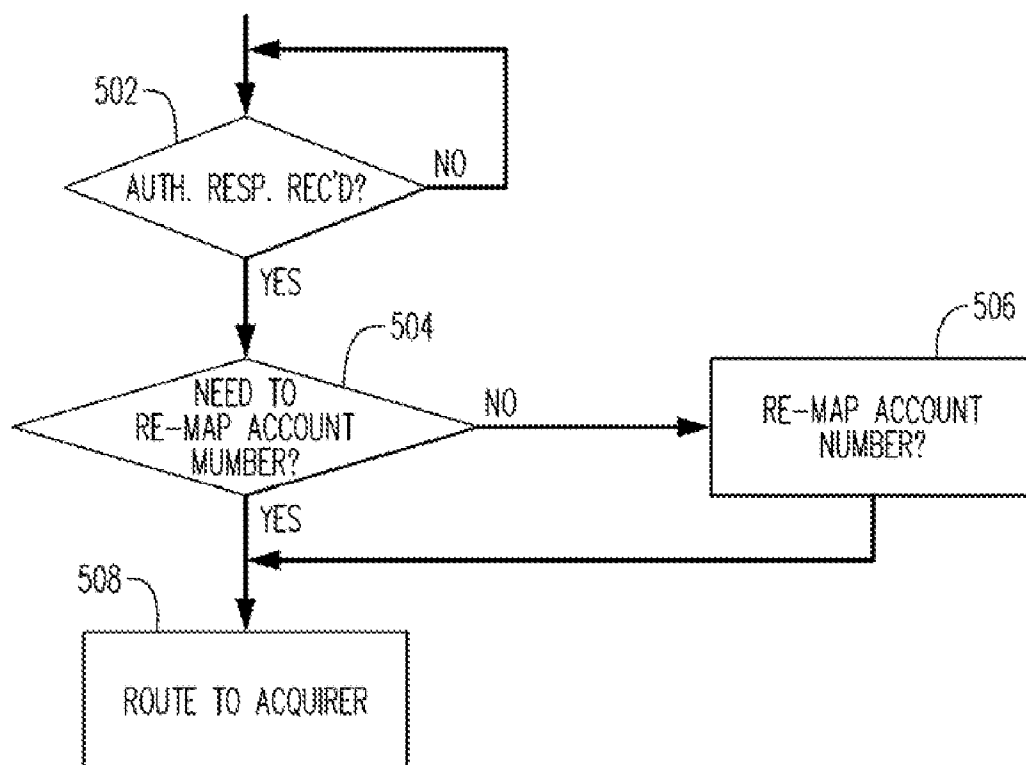 502
AUTH. RESP. REC'D?
NO
YES
504
NEED TO
RE-MAP ACCOUNT
MUMBER?
NO
506
RE-MAP ACCOUNT
NUMBER?
YES
508
ROUTE TO ACQUIRER